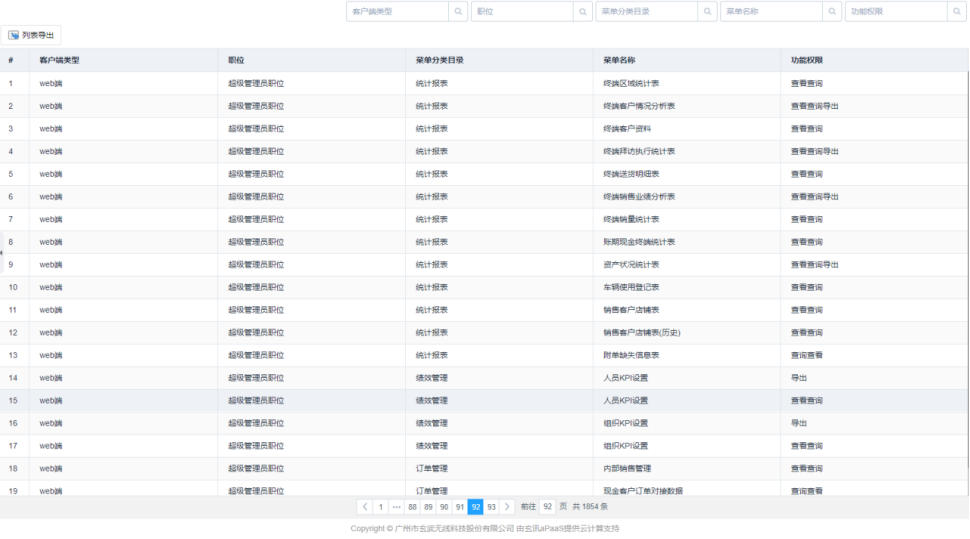 客户端类型 职位 菜单分类目录 菜单名称 功能权限
列表导出
# 客户端类型 职位 菜单分类目录 菜单名称 功能权限
1 web端 超级管理员职位 统计报表 终端区域统计表 查看查询
2 web端 超级管理员职位 统计报表 终端客户情况分析表 查看查询导出
3 web端 超级管理员职位 统计报表 终端客户资料 查看查询
4 web端 超级管理员职位 统计报表 终端拜访执行统计表 查看查询导出
5 web端 超级管理员职位 统计报表 终端送货明细表 查看查询
6 web端 超级管理员职位 统计报表 终端销售业绩分析表 查看查询导出
7 web端 超级管理员职位 统计报表 终端销量统计表 查看查询
8 web端 超级管理员职位 统计报表 账期现金终端统计表 查看查询
9 web端 超级管理员职位 统计报表 资产状况统计表 查看查询导出
10 web端 超级管理员职位 统计报表 车辆使用登记表 查看查询
11 web端 超级管理员职位 统计报表 销售客户店铺表 查看查询
12 web端 超级管理员职位 统计报表 销售客户店铺表(历史) 查看查询
13 web端 超级管理员职位 统计报表 附单缺失信息表 查询查看
14 web端 超级管理员职位 绩效管理 人员KPI设置 导出
15 web端 超级管理员职位 绩效管理 人员KPI设置 查看查询
16 web端 超级管理员职位 绩效管理 组织KPI设置 导出
17 web端 超级管理员职位 绩效管理 组织KPI设置 查看查询
18 web端 超级管理员职位 订单管理 内部销售管理 查看查询
19 web端 超级管理员职位 订单管理 现金客户订单对接数据 查询查看
1 ··· 88 89 90 91 92 93 前往 92 页 共 1854 条
Copyright © 广州市玄武无线科技股份有限公司 由玄讯aPaaS提供云计算支持